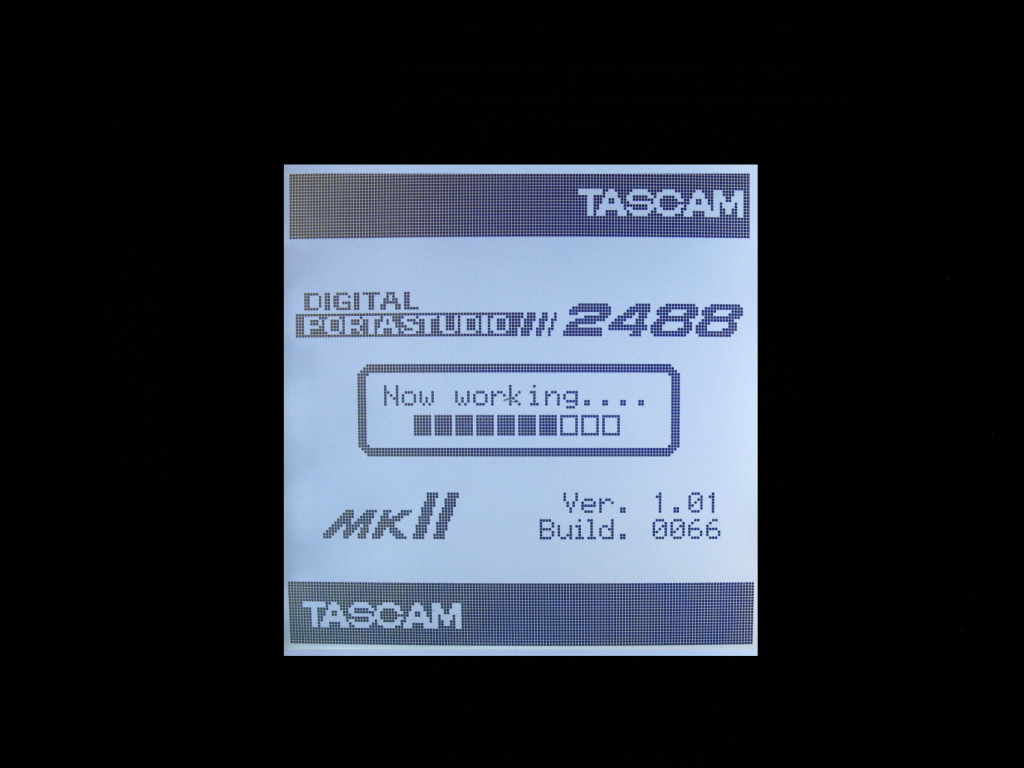 TASCAM
DIGITAL
PORTASTUDIO 2488
Now working....
MKII
Ver. 1.01
Build. 0066
TASCAM